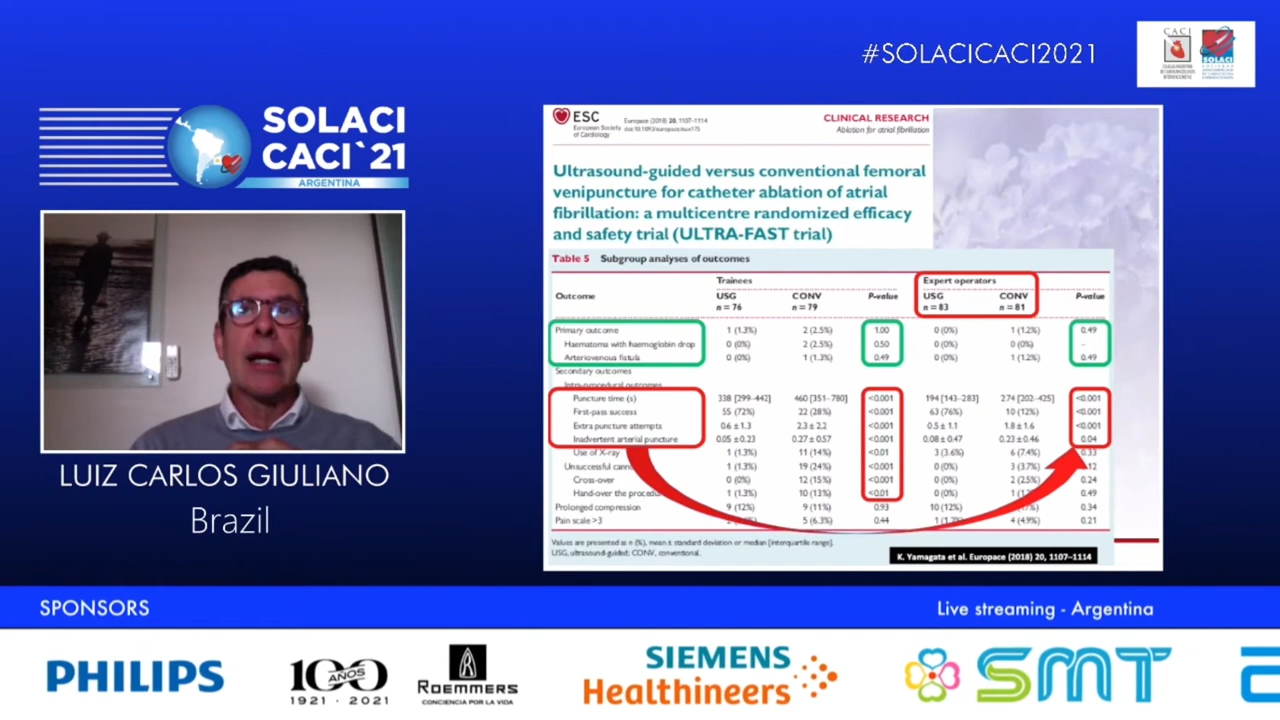 #SOLACICACI2021
CACI
SOLACI
SOLACI
CACI`21
ARGENTINA
LUIZ CARLOS GIULIANO
Brazil
ESC
European Society
of Cardiology
Europace (2018) 20, 1107–1114
CLINICAL RESEARCH
Ablation for atrial fibrillation
Ultrasound-guided versus conventional femoral
venipuncture for catheter ablation of atrial
fibrillation: a multicentre randomized efficacy
and safety trial (ULTRA-FAST trial)
Table 5 Subgroup analyses of outcomes
Trainees Expert operators
Outcome USG CONV P-value USG CONV P-value
n = 76 n = 79 n = 83 n = 81
Primary outcome 1 (1.3%) 2 (2.5%) 1.00 0 (0%) 1 (1.2%) 0.49
Haematoma with haemoglobin drop 0 (0%) 2 (2.5%) 0.50 0 (0%) 0 (0%) –
Arteriovenous fistula 0 (0%) 1 (1.3%) 0.49 0 (0%) 1 (1.2%) 0.49
Secondary outcomes
Intra-procedural outcomes
Puncture time (s) 338 [299–442] 460 [351–780] <0.001 194 [143–283] 274 [202–425] <0.001
First-pass success 55 (72%) 22 (28%) <0.001 63 (76%) 10 (12%) <0.001
Extra puncture attempts 0.6 ± 1.3 2.3 ± 2.2 <0.001 0.5 ± 1.1 1.8 ± 1.6 <0.001
Inadvertent arterial puncture 0.05 ± 0.23 0.27 ± 0.57 <0.001 0.08 ± 0.47 0.23 ± 0.46 0.04
Use of X-ray 1 (1.3%) 11 (14%) <0.01 3 (3.6%) 6 (7.4%) 0.33
Unsuccessful 1 (1.3%) 19 (24%) <0.001 0 (0%) 3 (3.7%)
Cross-over 0 (0%) 12 (15%) <0.001 0 (0%) 2 (2.5%) 0.24
Hand-over the 1 (1.3%) 10 (13%) <0.01 0 (0%) 0.49
Prolonged compression 9 (12%) 9 (11%) 0.93 10 (12%) 0.34
Pain scale >3 5 (6.3%) 0.44 4 (4.9%) 0.21
Values are presented as n (%), mean ± standard deviation or median [interquartile range].
USG, ultrasound-guided; CONV, conventional.
K. Yamagata et al. Europace (2018) 20, 1107–1114
SPONSORS
Live streaming - Argentina
PHILIPS
100 AÑOS
1921 - 2021
ROEMMERS
CONCIENCIA POR LA VIDA
SIEMENS
Healthineers
SMT